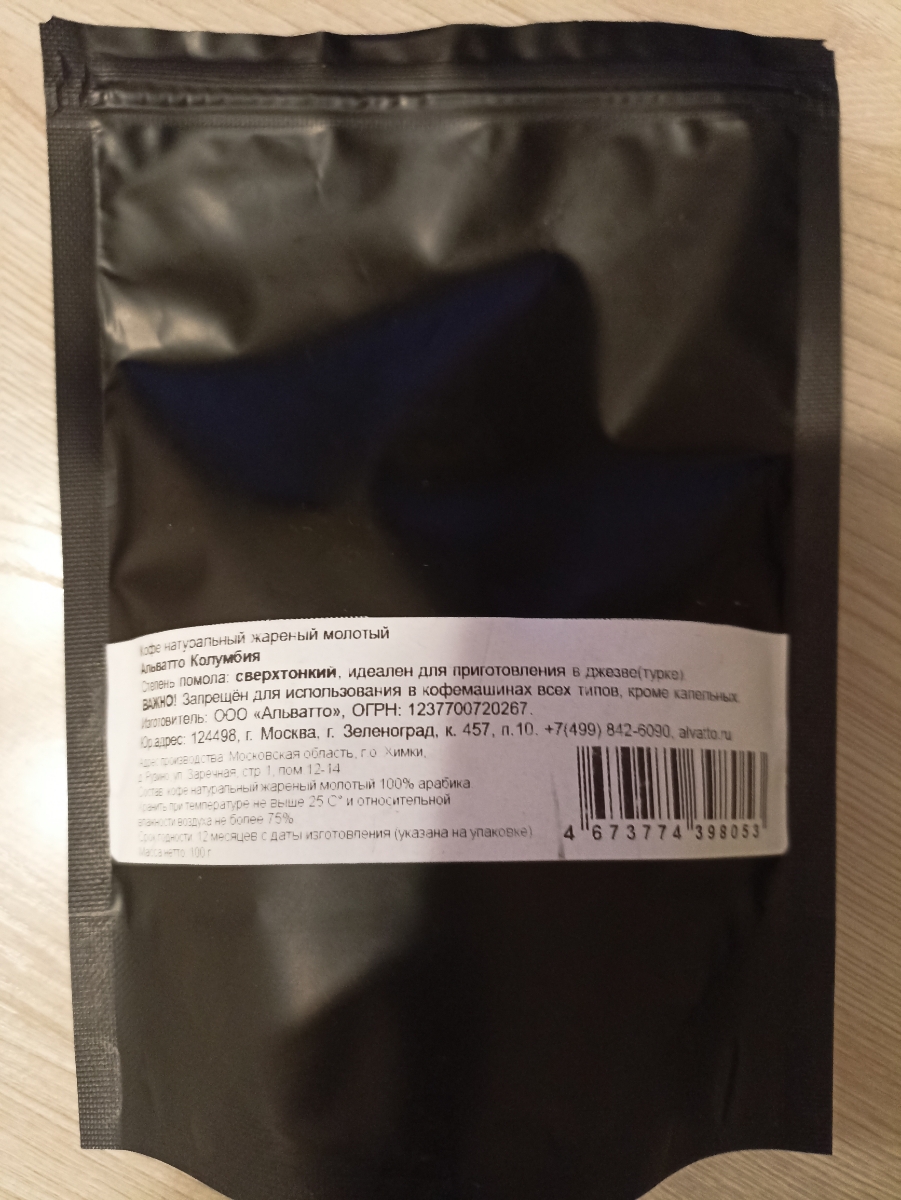 Кофе натуральный жареный молотый
Альватто Колумбия
Степень помола: сверхтонкий, идеален для приготовления в джезве(турке).
ВАЖНО! Запрещён для использования в кофемашинах всех типов, кроме капельных.
Изготовитель: ООО «Альватто», ОГРН: 1237700720267.
Юр.адрес: 124498, г. Москва, г. Зеленоград, к. 457, п.10. +7(499) 842-6090, alvatto.ru
Адрес производства: Московская область, г.о. Химки,
ул. Заречная, стр. 1, пом 12-14
Состав: кофе натуральный жареный молотый 100% арабика.
Хранить при температуре не выше 25 С° и относительной
влажности воздуха не более 75%
Срок годности: 12 месяцев с даты изготовления (указана на упаковке)
Масса нетто: 100 г.
4 673774 398053